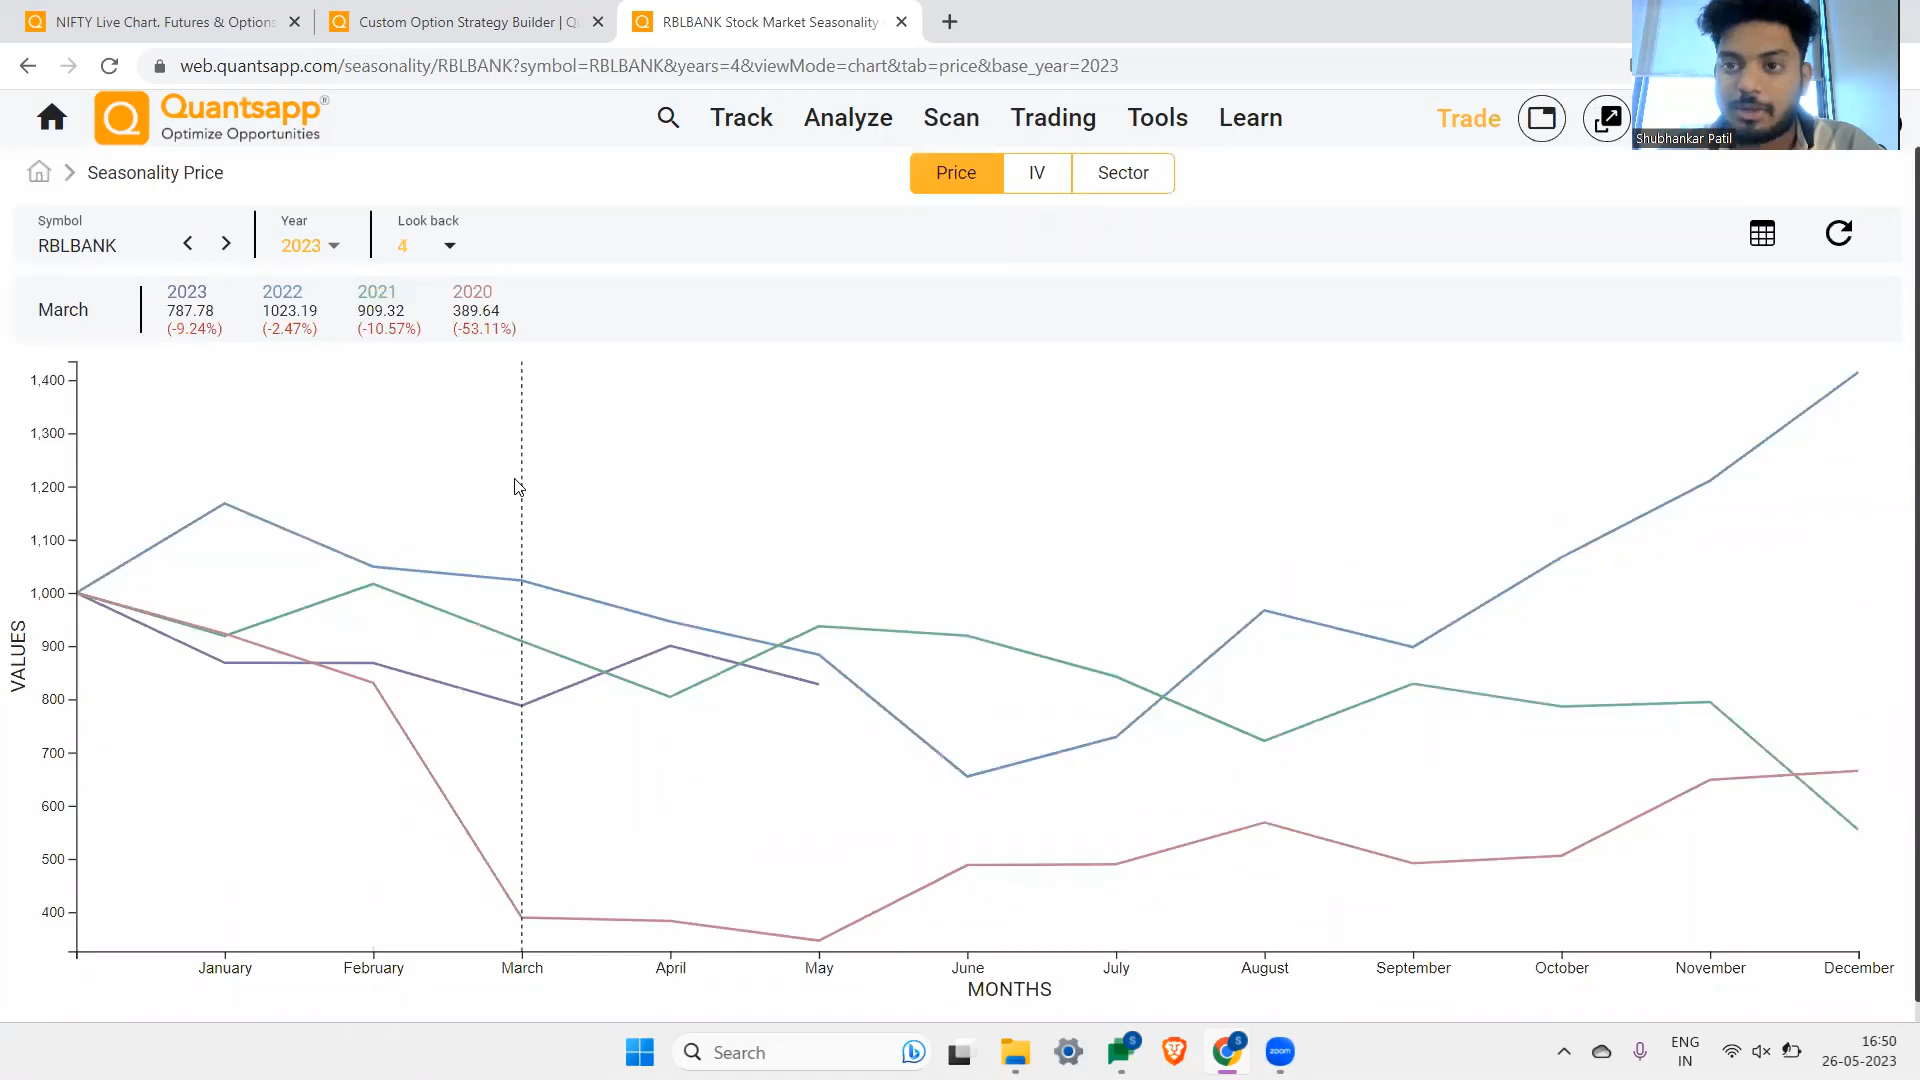 NIFTY Live Chart. Futures & Options
Custom Option Strategy Builder | Q
RBLBANK Stock Market Seasonality
web.quantsapp.com/seasonality/RBLBANK?symbol=RBLBANK&years=4&viewMode=chart&tab=price&base_year=2023
Quantsapp®
Optimize Opportunities
Track Analyze Scan Trading Tools Learn
Trade
Shubhankar Patil
Seasonality Price
Price IV Sector
Symbol Year Look back
RBLBANK 2023 4
2023 2022 2021 2020
March 787.78 1023.19 909.32 389.64
(-9.24%) (-2.47%) (-10.57%) (-53.11%)
1,400
1,300
1,200
1,100
1,000
900
800
700
600
500
400
VALUES
January February March April May June July August September October November December
MONTHS
Search
S
S
zoom
ENG
IN
16:50
26-05-2023